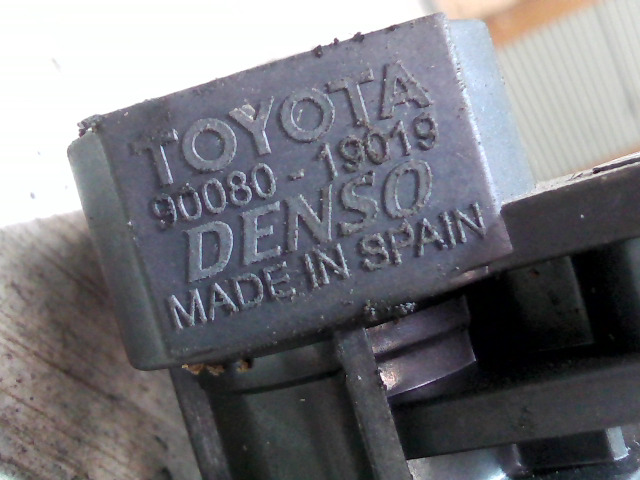 TOYOTA
90080-19019
DENSO
MADE IN SPAIN